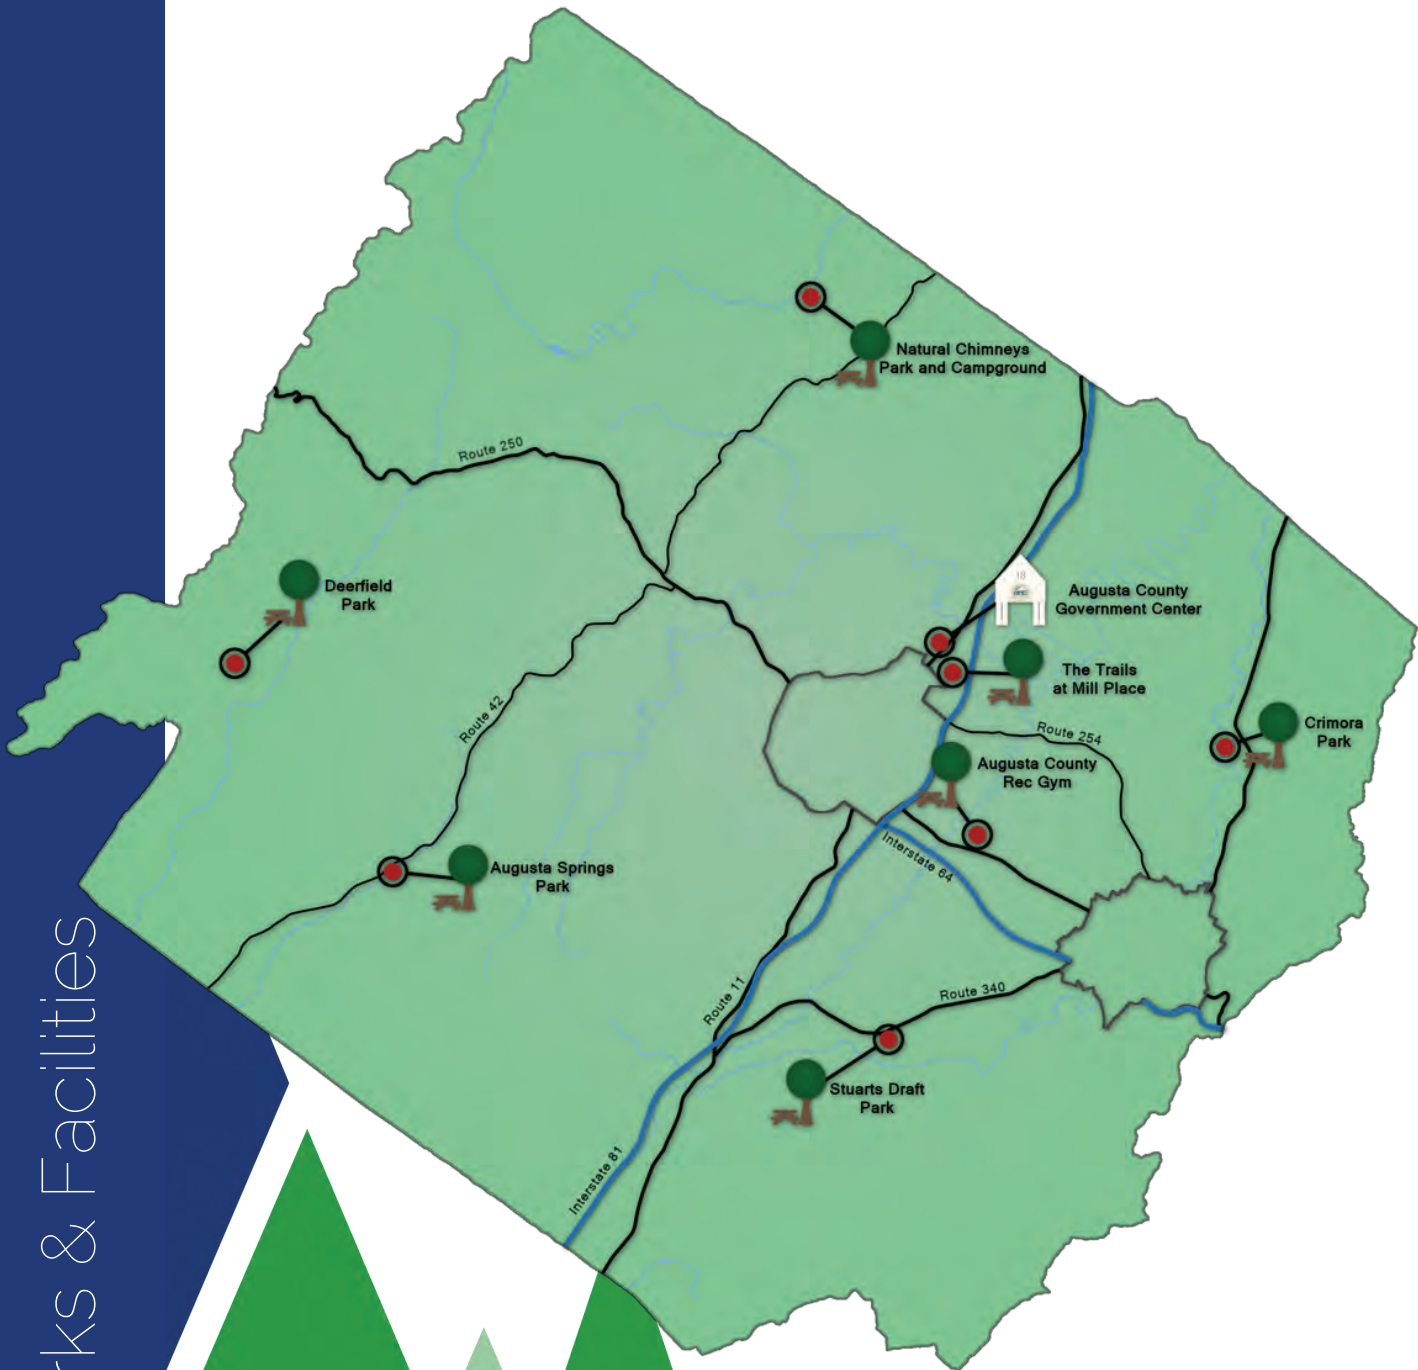 Natural Chimneys
Park and Campground
Route 250
Deerfield
Park
Augusta County
Government Center
The Trails
at Mill Place
Route 42
Crimora
Park
Route 254
Augusta County
Rec Gym
Interstate 64
Augusta Springs
Park
Route 11
Route 340
Stuarts Draft
Park
Interstate 81
rks & Facilities